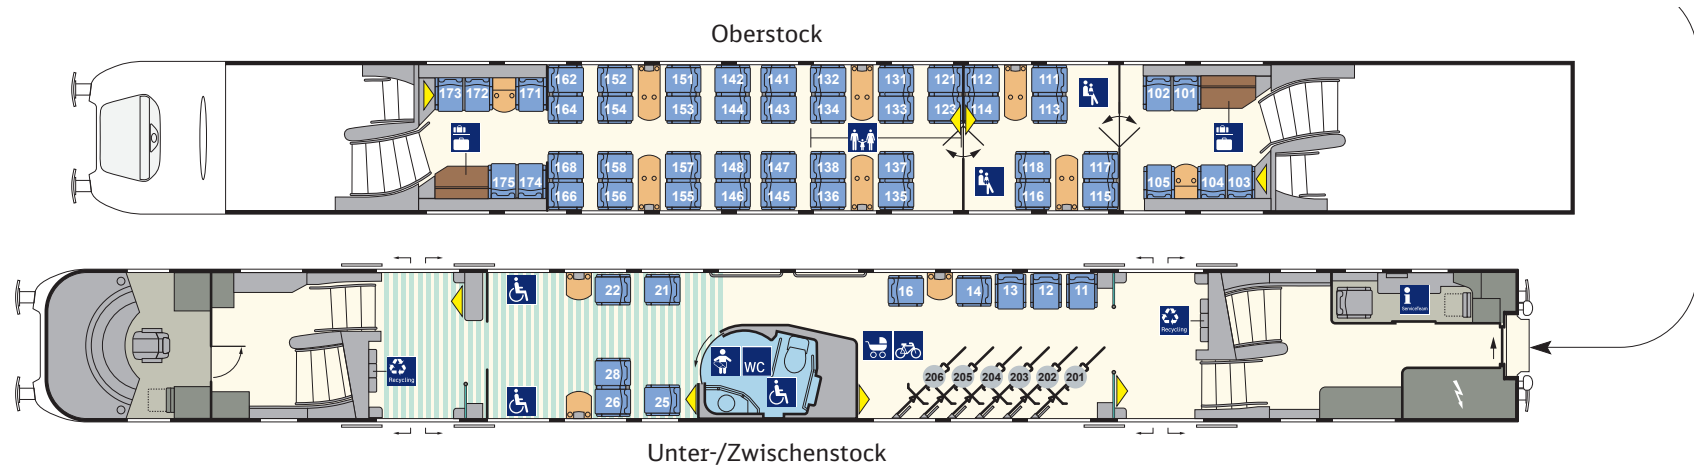 Oberstock
162 152 151 142 141 132 131 121 112 111
173 172 171 102 101
164 154 153 144 143 134 133 123 114 113
168 158 157 148 147 138 137 118 117
175 174 105 104 103
166 156 155 146 145 136 135 116 115
22 21 16 14 13 12 11
ServiceTeam
Recycling
WC
Recycling
28 206 205 204 203 202 201
26 25
Unter-/Zwischenstock